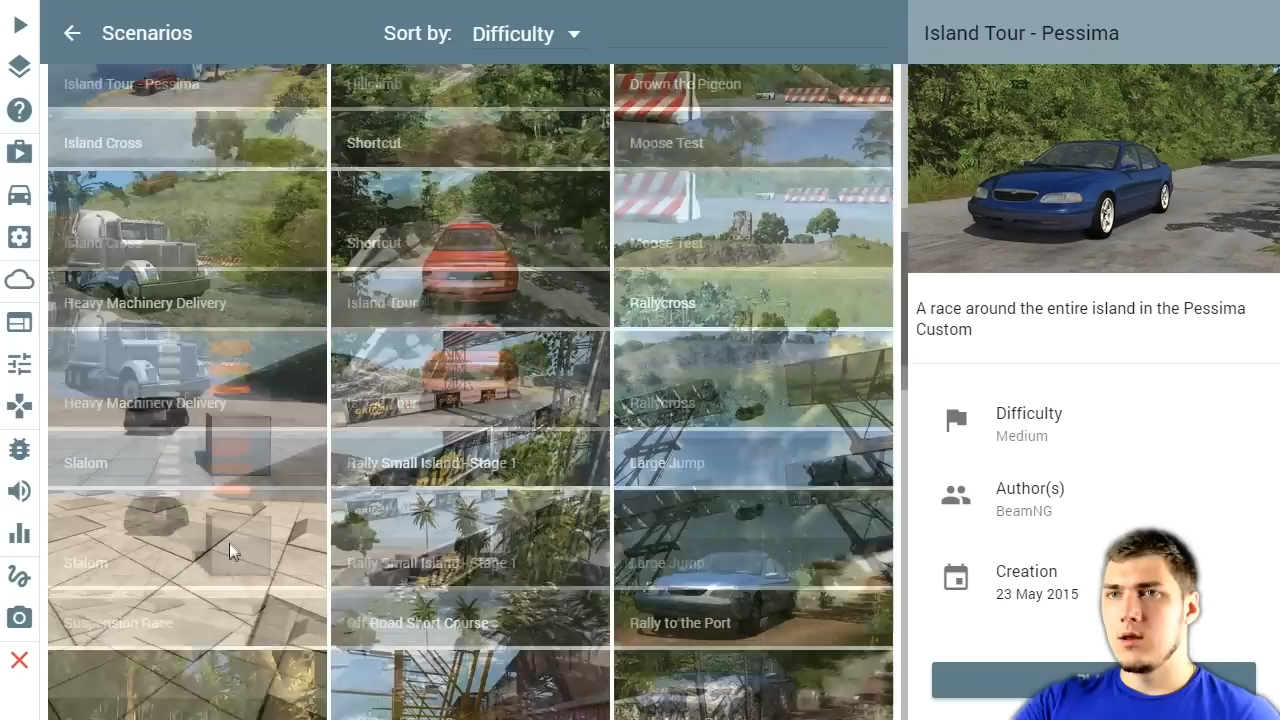 Scenarios
Sort by:
Difficulty
Island Tour - Pessima
Island Tour - Pessima
Hillclimb
Drown the Pigeon
Island Cross
Shortcut
Moose Test
Island Cross
Shortcut
Moose Test
Heavy Machinery Delivery
Island Tour
Rallycross
Heavy Machinery Delivery
Rallycross
Slalom
Rally Small Island - Stage 1
Large Jump
Slalom
Rally Small Island - Stage 1
Large Jump
Suspension Race
Off-Road Short Course
Rally to the Port
A race around the entire island in the Pessima
Custom
Difficulty
Medium
Author(s)
BeamNG
Creation
23 May 2015